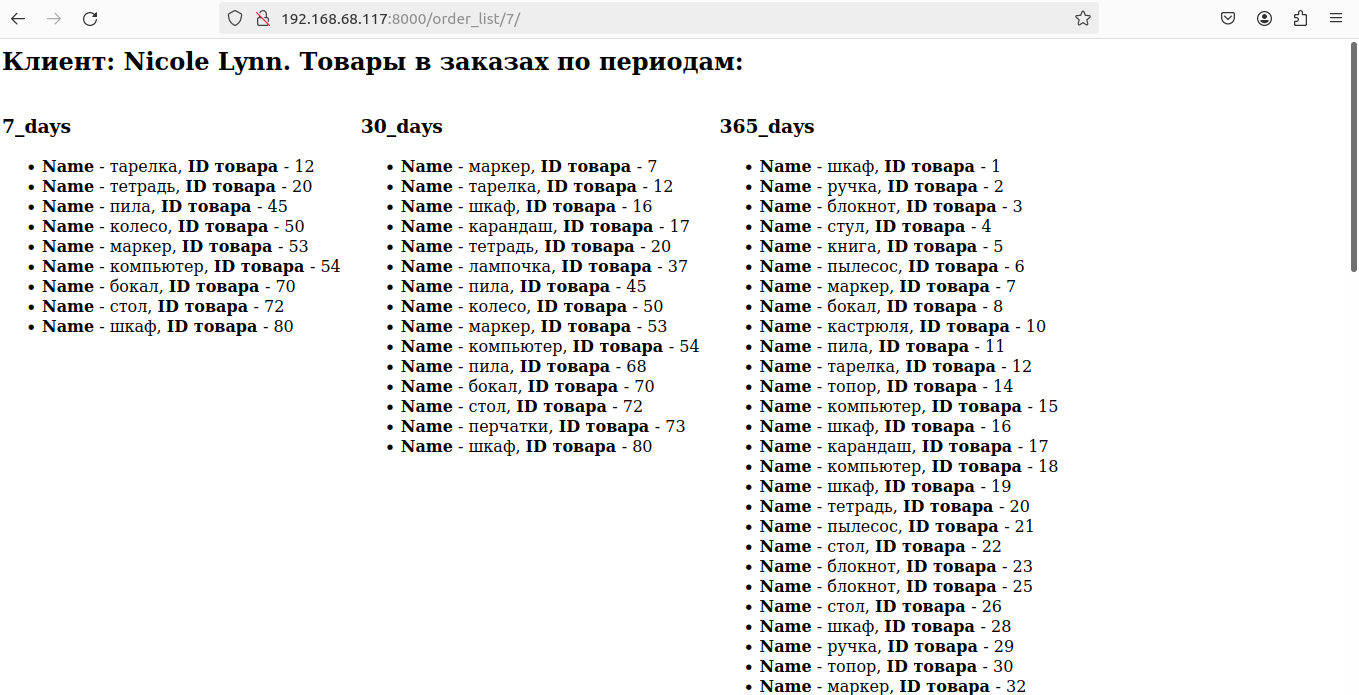 192.168.68.117:8000/order_list/7/
Клиент: Nicole Lynn. Товары в заказах по периодам:
7_days
Name - тарелка, ID товара - 12
Name - тетрадь, ID товара - 20
Name - пила, ID товара - 45
Name - колесо, ID товара - 50
Name - маркер, ID товара - 53
Name - компьютер, ID товара - 54
Name - бокал, ID товара - 70
Name - стол, ID товара - 72
Name - шкаф, ID товара - 80
30_days
Name - маркер, ID товара - 7
Name - тарелка, ID товара - 12
Name - шкаф, ID товара - 16
Name - карандаш, ID товара - 17
Name - тетрадь, ID товара - 20
Name - лампочка, ID товара - 37
Name - пила, ID товара - 45
Name - колесо, ID товара - 50
Name - маркер, ID товара - 53
Name - компьютер, ID товара - 54
Name - пила, ID товара - 68
Name - бокал, ID товара - 70
Name - стол, ID товара - 72
Name - перчатки, ID товара - 73
Name - шкаф, ID товара - 80
365_days
Name - шкаф, ID товара - 1
Name - ручка, ID товара - 2
Name - блокнот, ID товара - 3
Name - стул, ID товара - 4
Name - книга, ID товара - 5
Name - пылесос, ID товара - 6
Name - маркер, ID товара - 7
Name - бокал, ID товара - 8
Name - кастрюля, ID товара - 10
Name - пила, ID товара - 11
Name - тарелка, ID товара - 12
Name - топор, ID товара - 14
Name - компьютер, ID товара - 15
Name - шкаф, ID товара - 16
Name - карандаш, ID товара - 17
Name - компьютер, ID товара - 18
Name - шкаф, ID товара - 19
Name - тетрадь, ID товара - 20
Name - пылесос, ID товара - 21
Name - стол, ID товара - 22
Name - блокнот, ID товара - 23
Name - блокнот, ID товара - 25
Name - стол, ID товара - 26
Name - шкаф, ID товара - 28
Name - ручка, ID товара - 29
Name - топор, ID товара - 30
Name - маркер, ID товара - 32